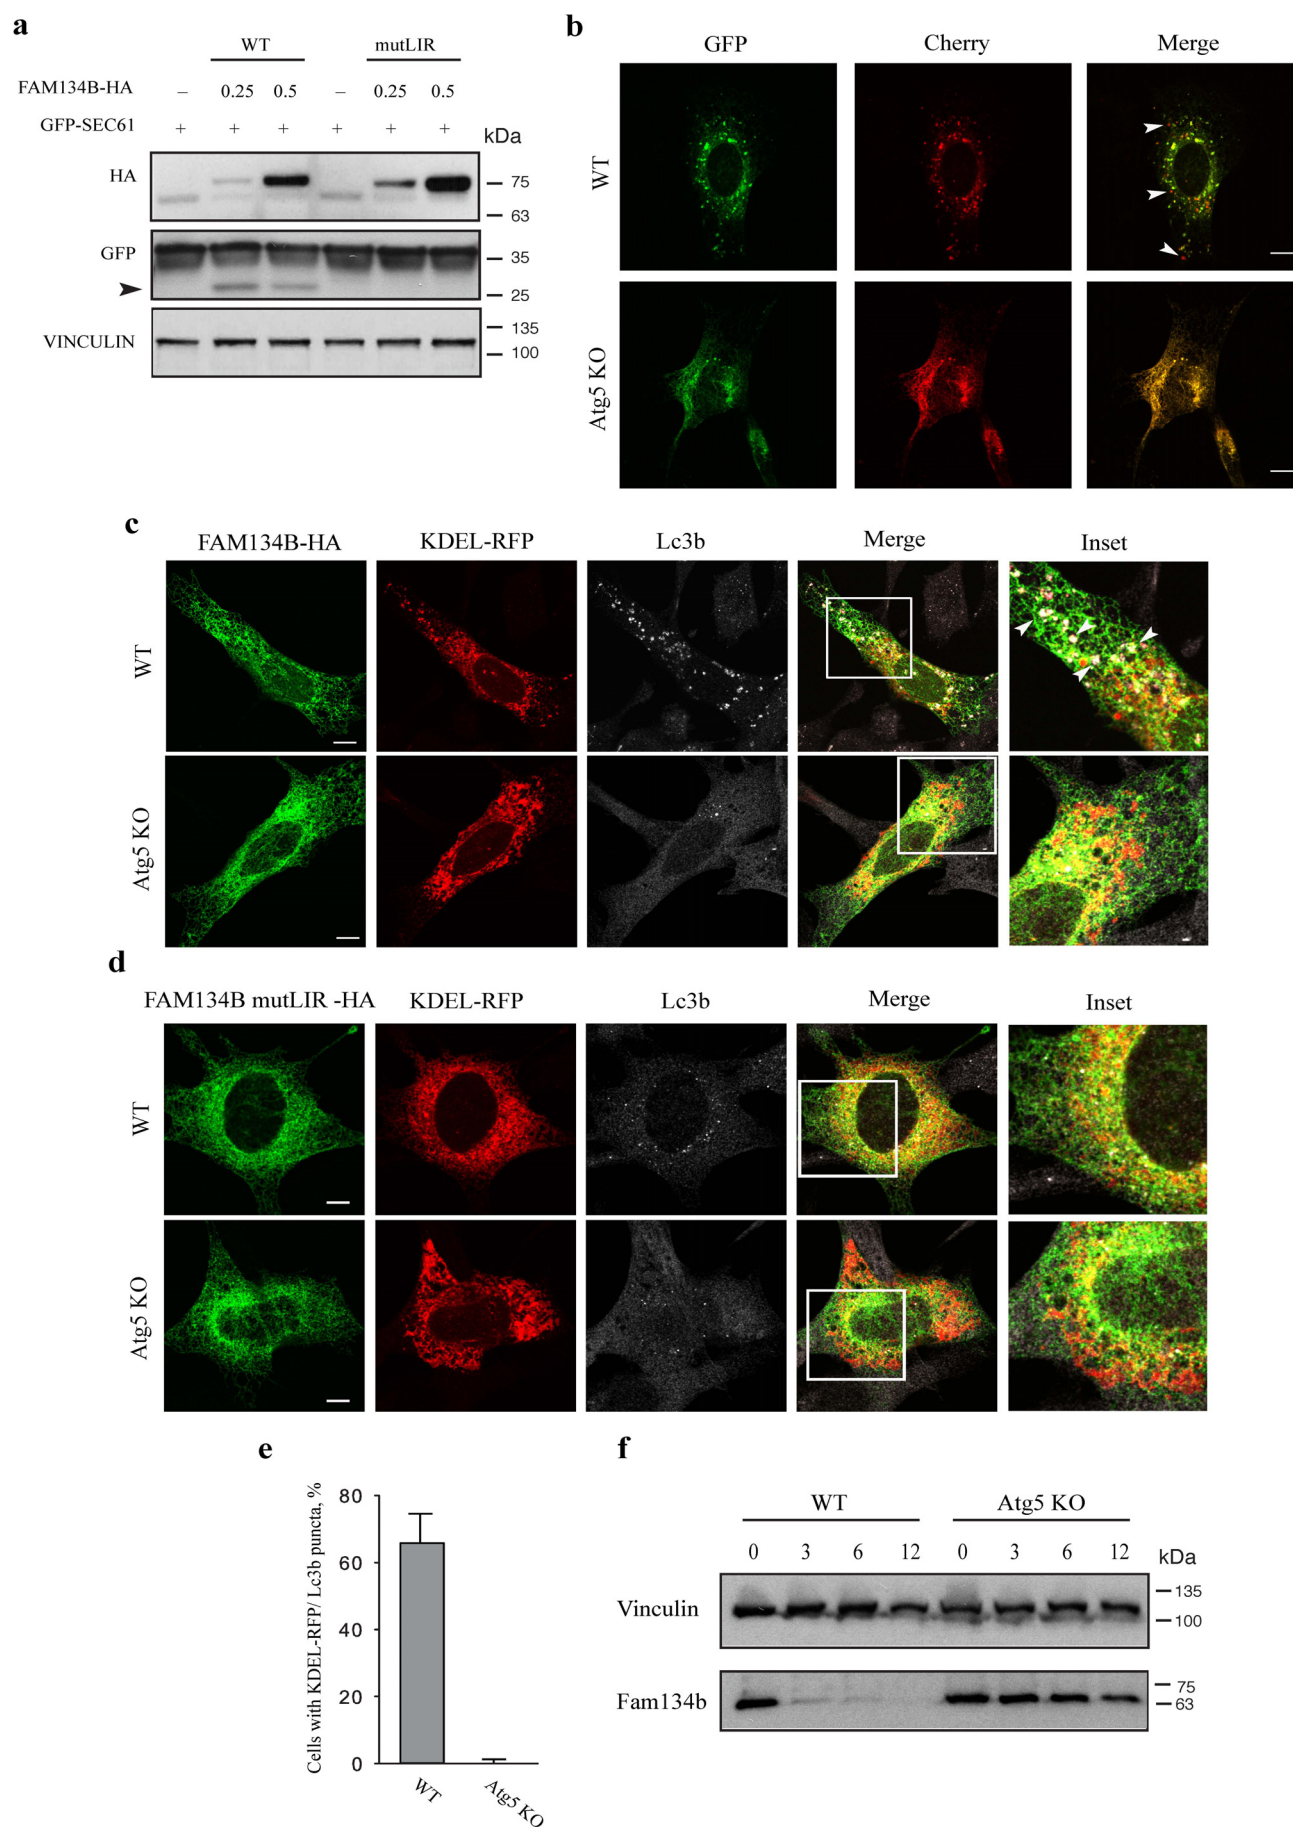 a
WT mutLIR
FAM134B-HA – 0.25 0.5 – 0.25 0.5
GFP-SEC61 + + + + + +
kDa
HA
75
63
GFP
35
25
VINCULIN
135
100
b
GFP Cherry Merge
WT
Atg5 KO
c
FAM134B-HA KDEL-RFP Lc3b Merge Inset
WT
Atg5 KO
d
FAM134B mutLIR -HA KDEL-RFP Lc3b Merge Inset
WT
Atg5 KO
e
Cells with KDEL-RFP/ Lc3b puncta, %
80
60
40
20
0
WT
Atg5 KO
f
WT Atg5 KO
0 3 6 12 0 3 6 12 kDa
Vinculin
135
100
Fam134b
75
63